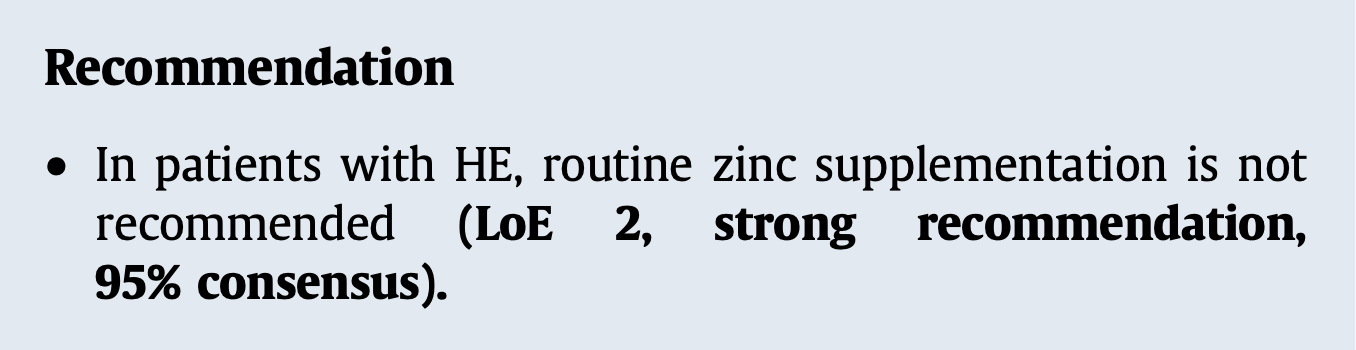 Recommendation
• In patients with HE, routine zinc supplementation is not
recommended (LoE 2, strong recommendation,
95% consensus).